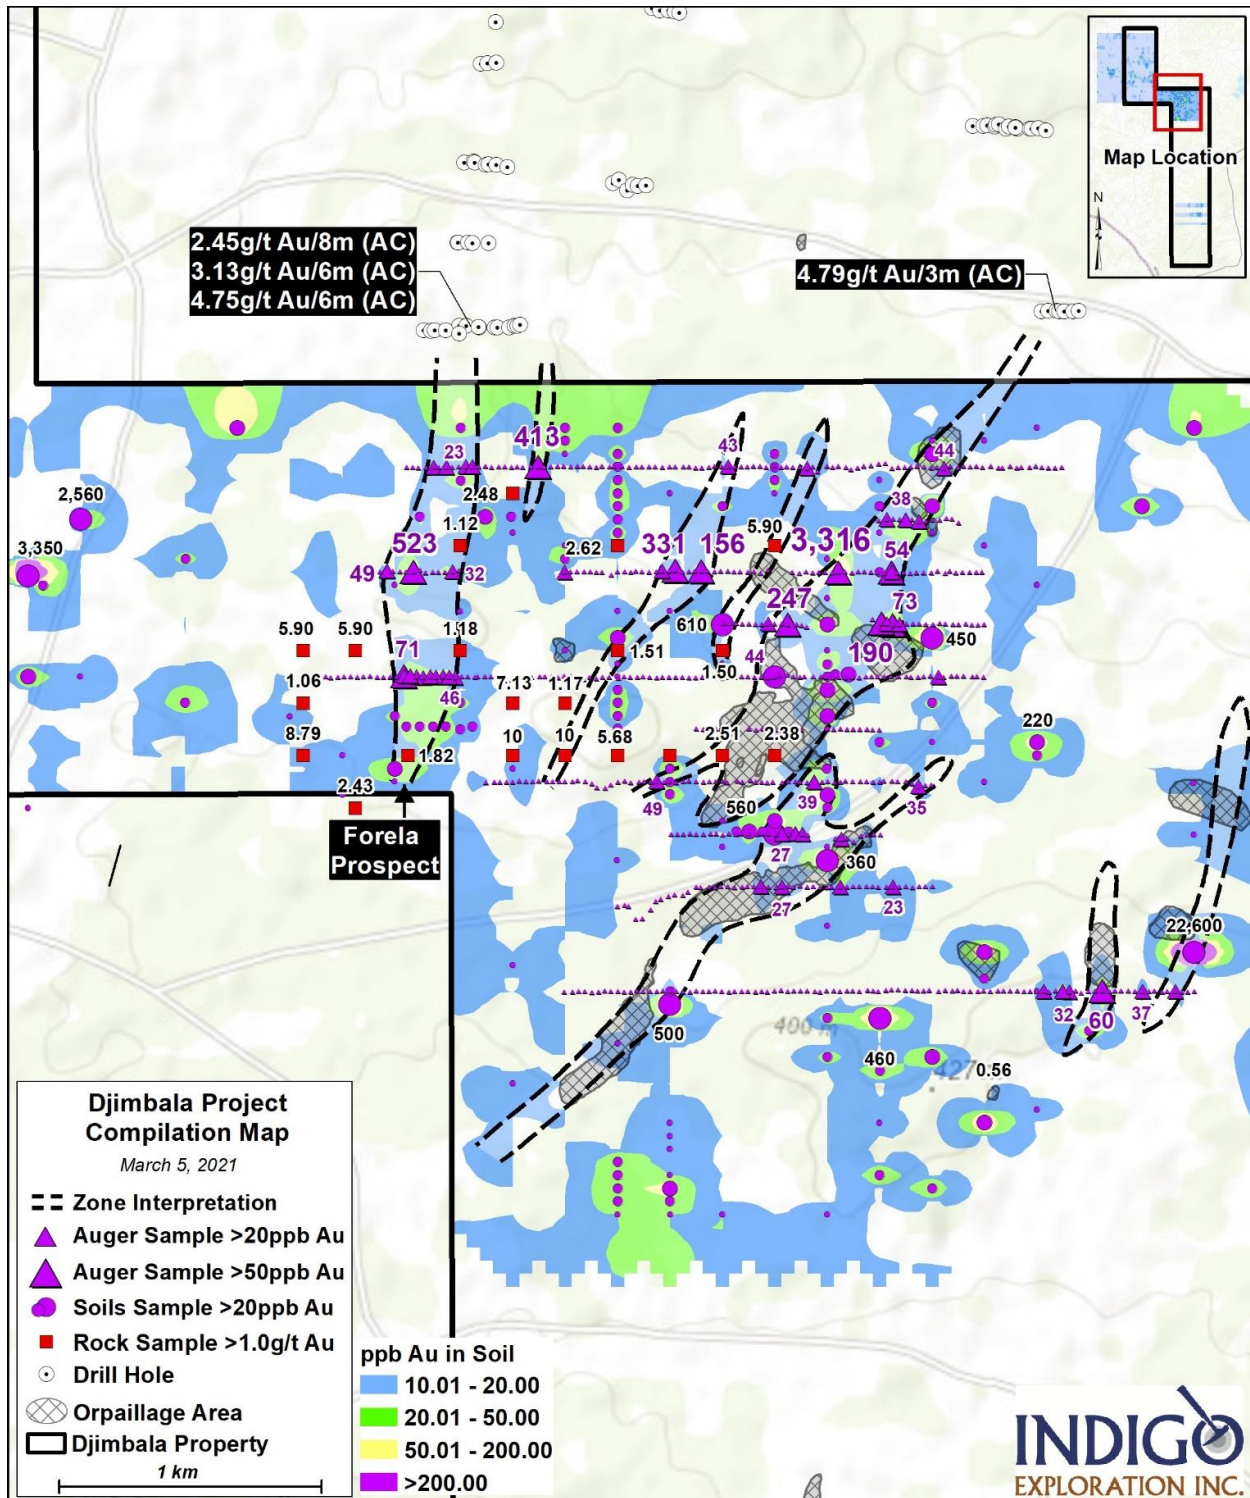 Map Location
N
2.45g/t Au/8m (AC)
3.13g/t Au/6m (AC)
4.75g/t Au/6m (AC)
4.79g/t Au/3m (AC)
23
413
43
44
2,560
2.48
38
1.12
5.90
3,316
3,350
523
2.62
331
156
54
49
32
247
73
610
5.90
5.90
1.18
1.51
450
71
44
190
1.50
1.06
46
7.13
1.17
220
8.79
1.82
10
10
5.68
2.51
2.38
2.43
49
560
39
35
Forela
Prospect
27
360
27
23
22,600
32
60
37
500
400 m
460
427 m
0.56
Djimbala Project
Compilation Map
March 5, 2021
Zone Interpretation
Auger Sample >20ppb Au
Auger Sample >50ppb Au
Soils Sample >20ppb Au
Rock Sample >1.0g/t Au
Drill Hole
Orpaillage Area
Djimbala Property
1 km
ppb Au in Soil
10.01 - 20.00
20.01 - 50.00
50.01 - 200.00
>200.00
INDIGO
EXPLORATION INC.